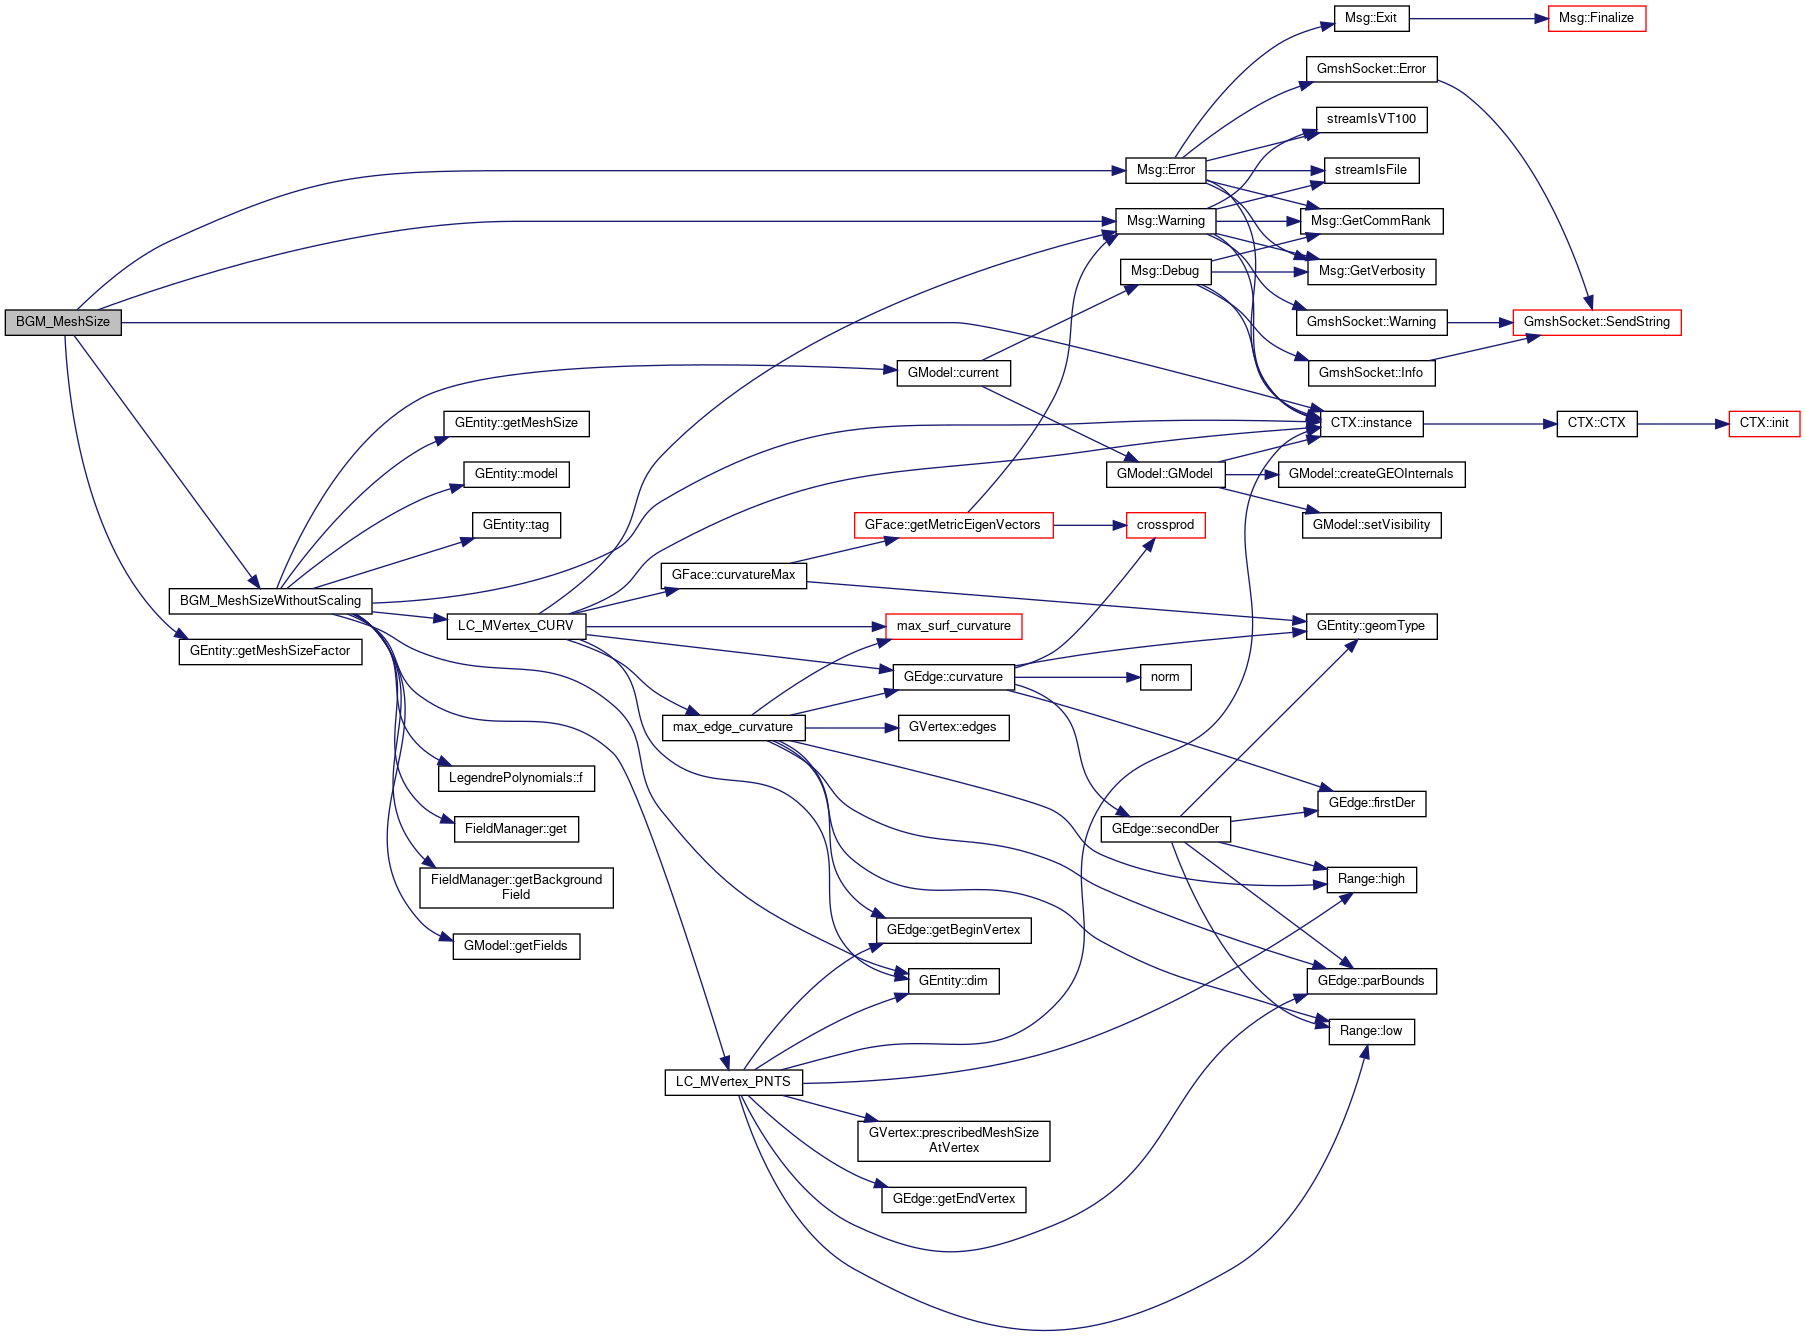 BGM_MeshSize
BGM_MeshSizeWithoutScaling
GEntity::getMeshSizeFactor
GEntity::getMeshSize
GEntity::model
GEntity::tag
LC_MVertex_CURV
LegendrePolynomials::f
FieldManager::get
FieldManager::getBackground
Field
GModel::getFields
GFace::curvatureMax
max_edge_curvature
LC_MVertex_PNTS
GModel::current
GFace::getMetricEigenVectors
max_surf_curvature
GEdge::curvature
GVertex::edges
GEdge::getBeginVertex
GEntity::dim
GVertex::prescribedMeshSize
AtVertex
GEdge::getEndVertex
Msg::Error
Msg::Warning
Msg::Debug
GModel::GModel
crossprod
norm
GEdge::secondDer
Msg::Exit
GmshSocket::Error
streamIsVT100
streamIsFile
Msg::GetCommRank
Msg::GetVerbosity
GmshSocket::Warning
GmshSocket::Info
CTX::instance
GModel::createGEOInternals
GModel::setVisibility
GEntity::geomType
GEdge::firstDer
Range::high
GEdge::parBounds
Range::low
Msg::Finalize
GmshSocket::SendString
CTX::CTX
CTX::init